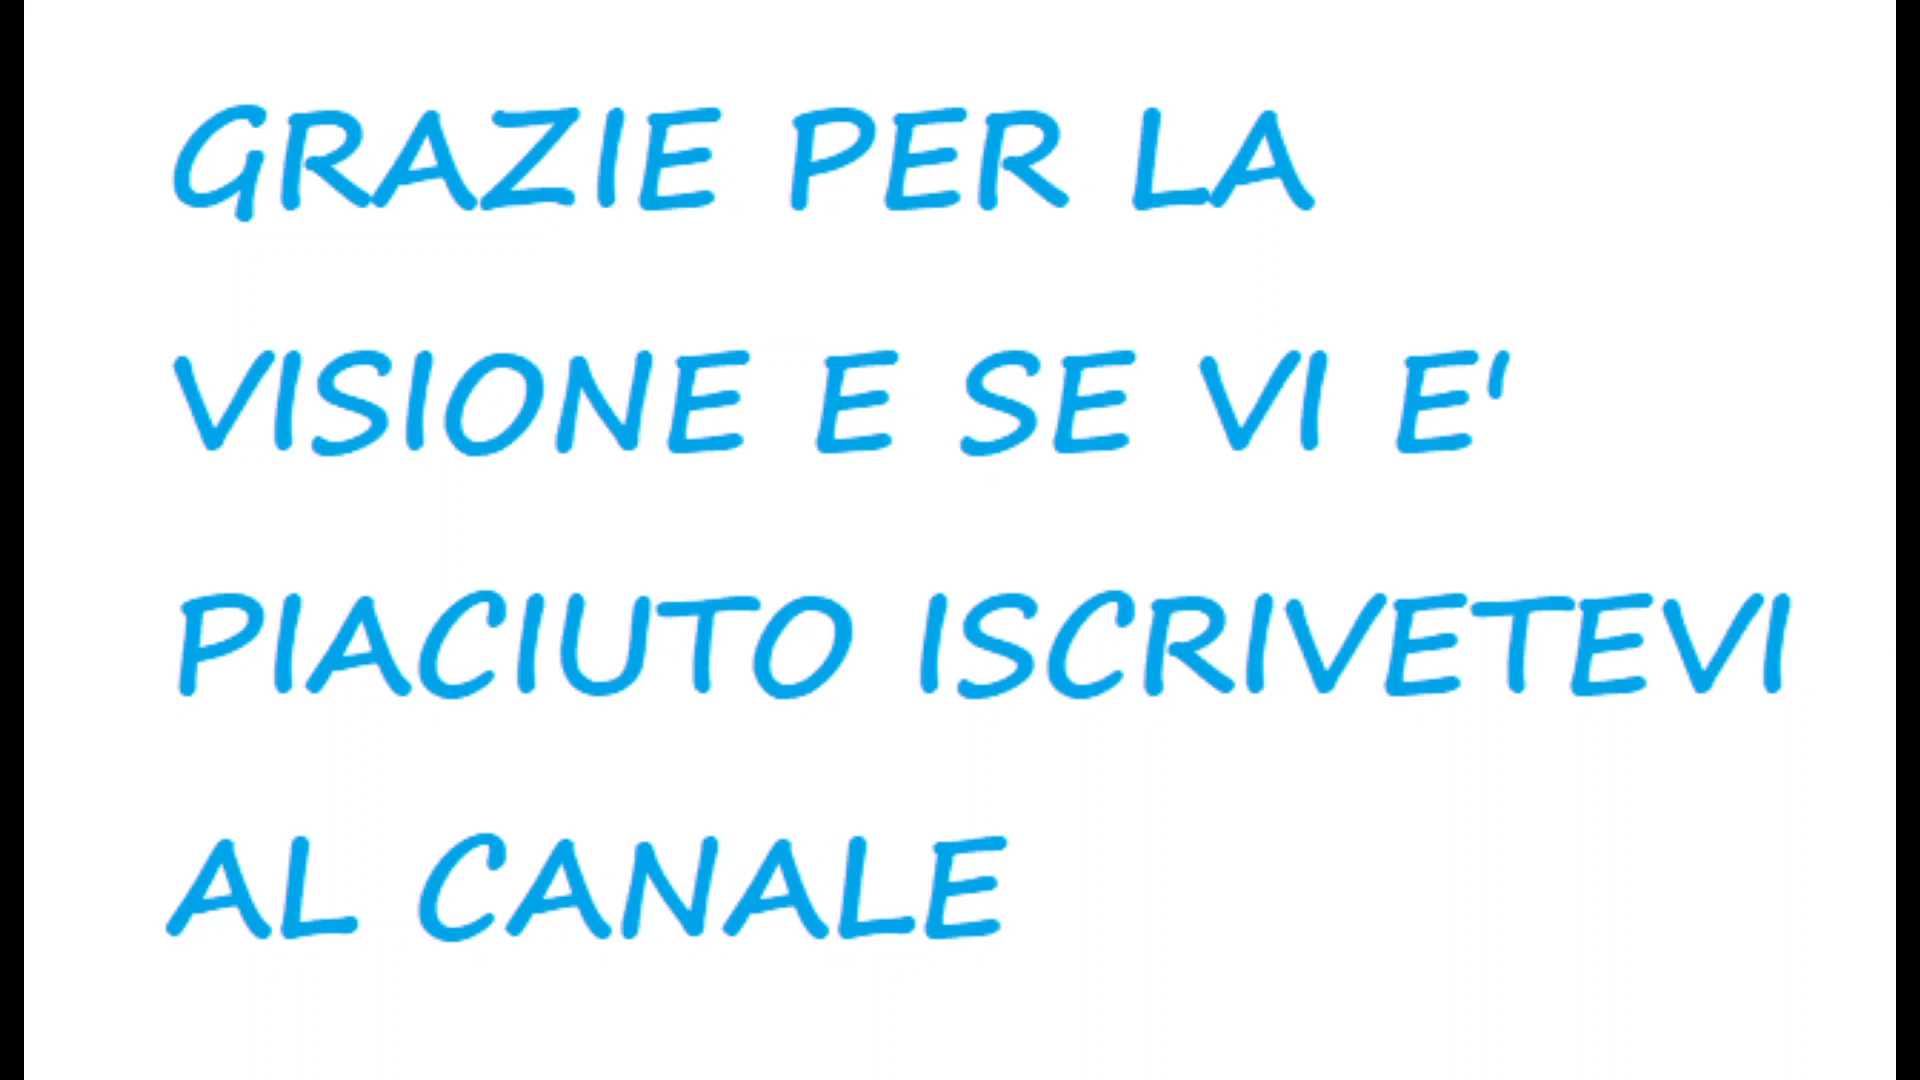 GRAZIE PER LA
VISIONE E SE VI E'
PIACIUTO ISCRIVETEVI
AL CANALE